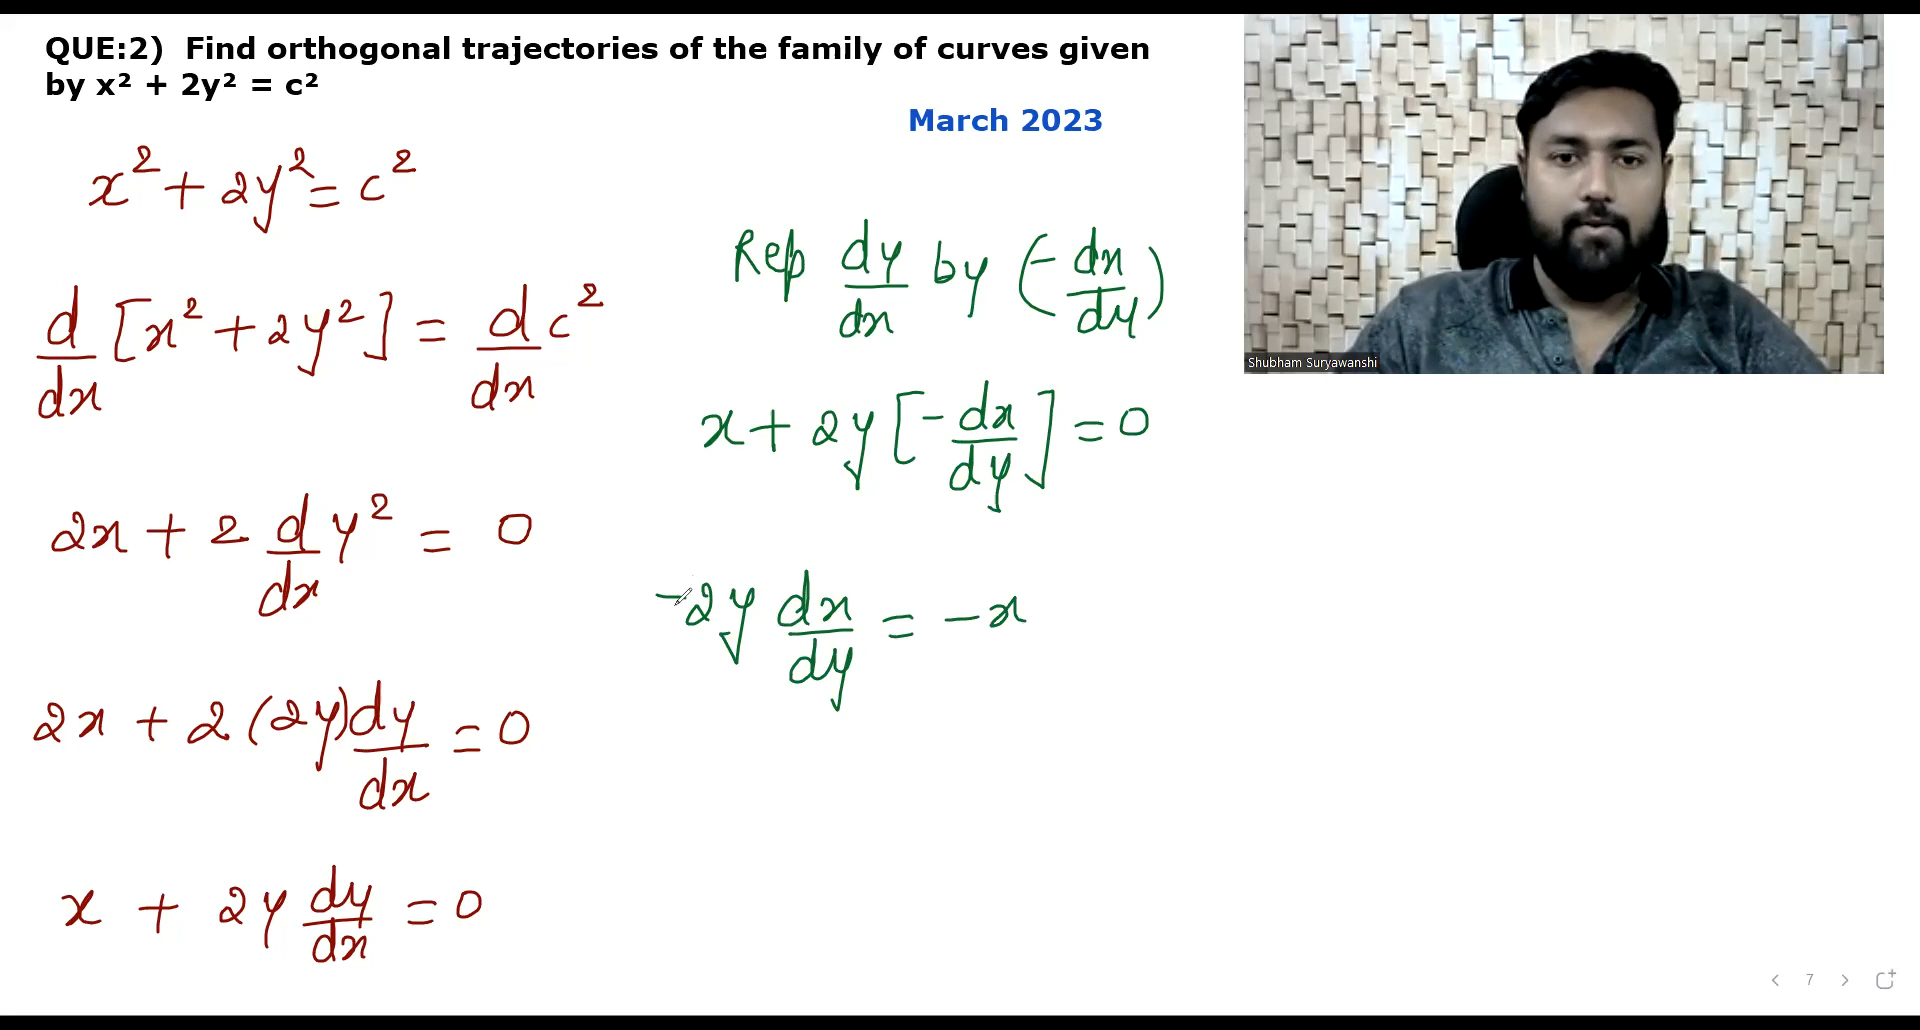 QUE:2) Find orthogonal trajectories of the family of curves given
by x² + 2y² = c²
March 2023
x² + 2y² = c²
d/dx [x² + 2y²] = d/dx c²
2x + 2 d/dx y² = 0
2x + 2(2y) dy/dx = 0
x + 2y dy/dx = 0
Rep dy/dx by (-dx/dy)
x + 2y [-dx/dy] = 0
-2y dx/dy = -x
Shubham Suryawanshi
7